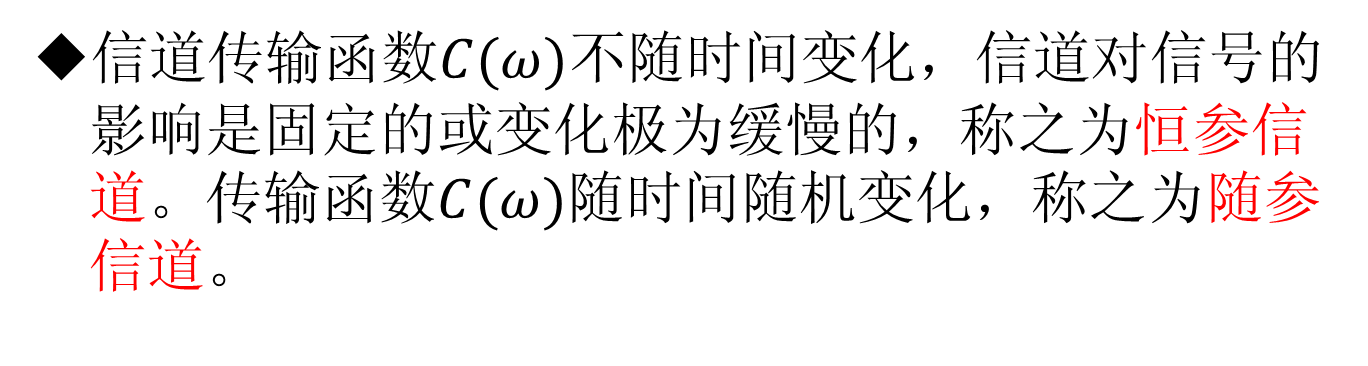 ◆信道传输函数C(ω)不随时间变化，信道对信号的
影响是固定的或变化极为缓慢的，称之为恒参信
道。传输函数C(ω)随时间随机变化，称之为随参
信道。